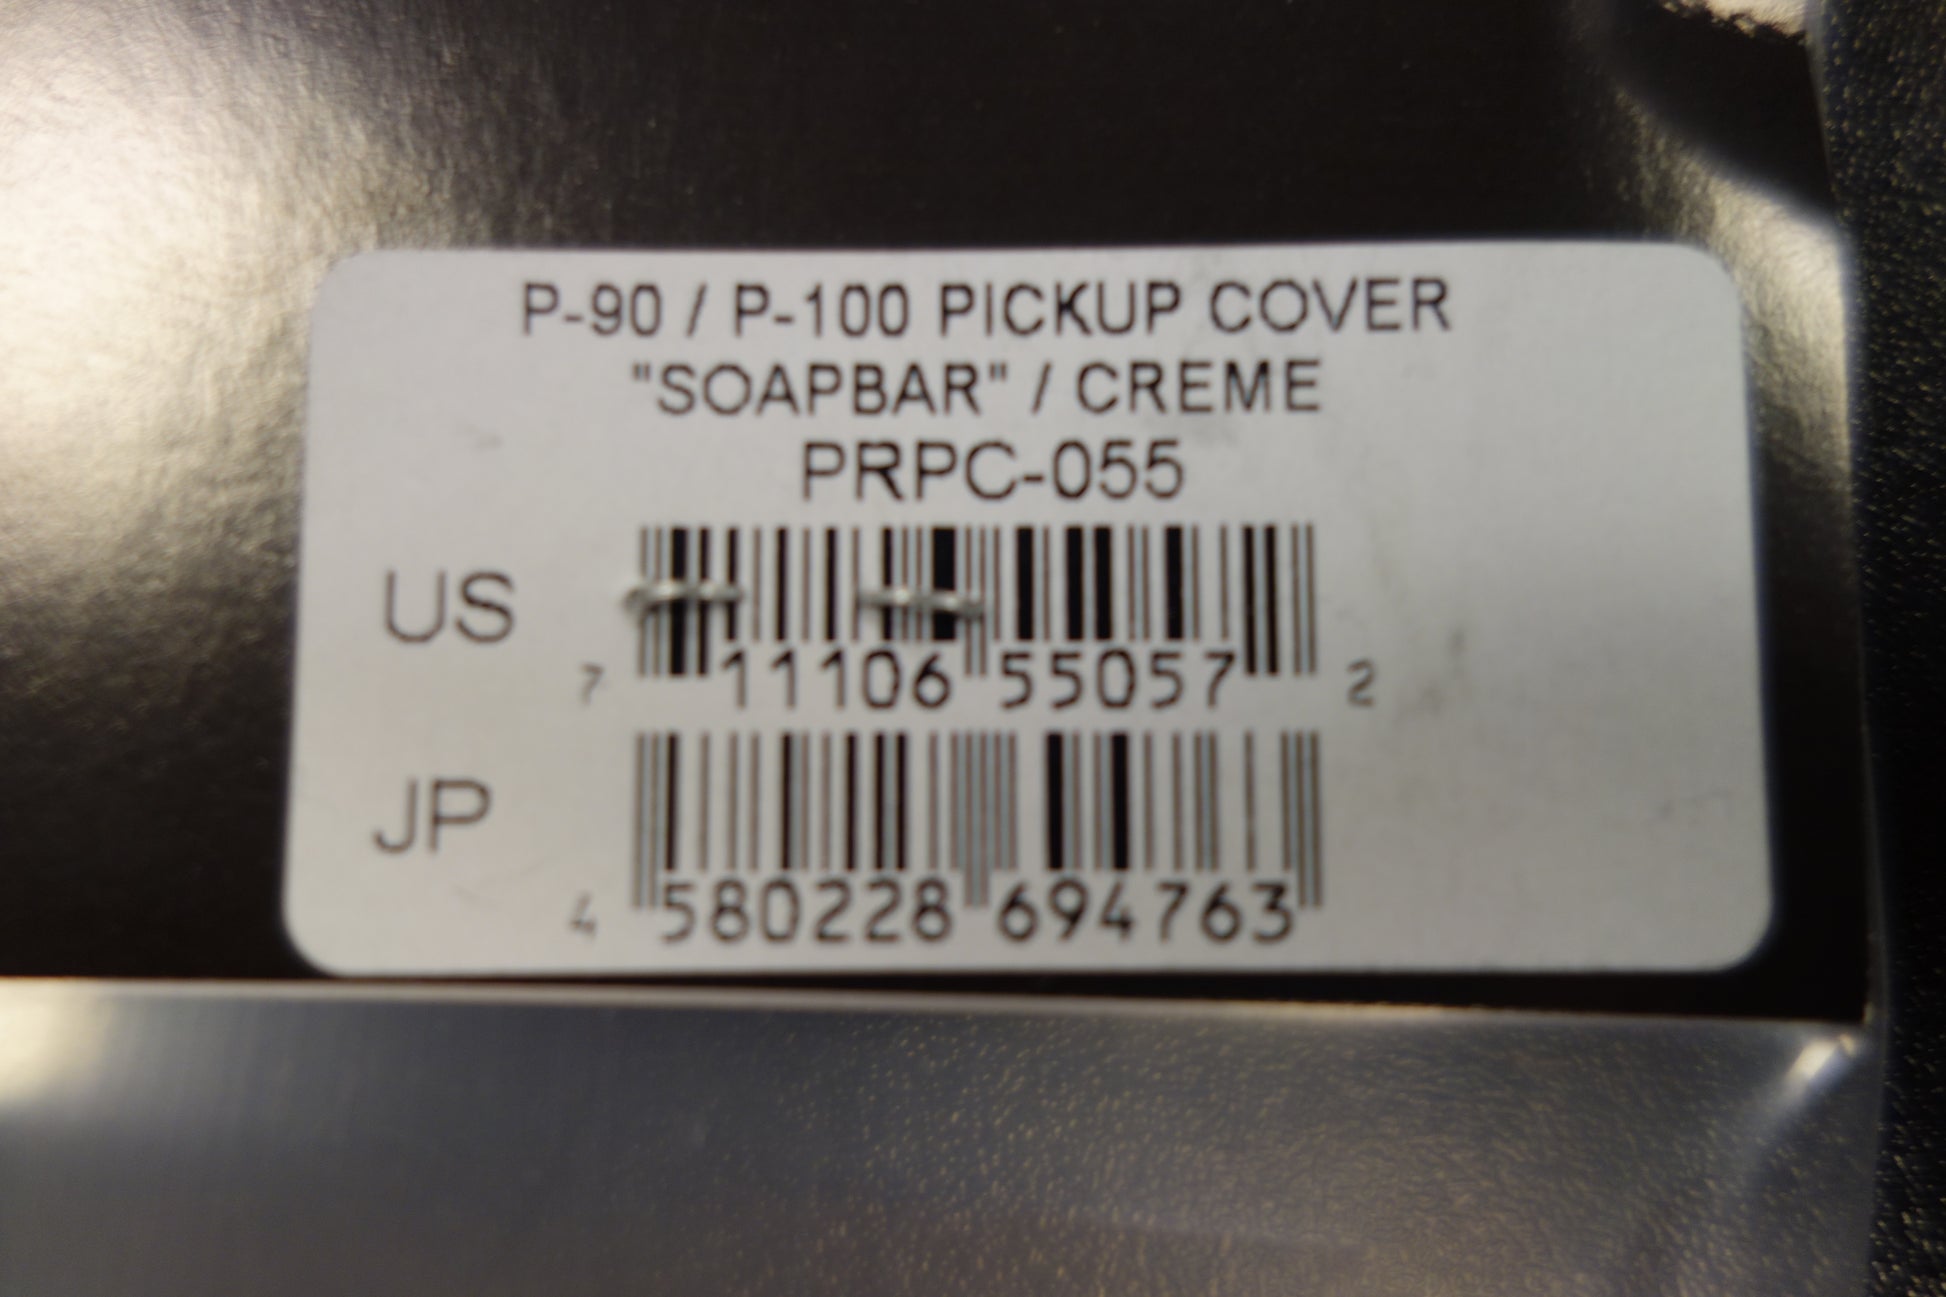 P-90 / P-100 PICKUP COVER
"SOAPBAR" / CREME
PRPC-055
US
7 11106 55057 2
JP
4 580228 694763